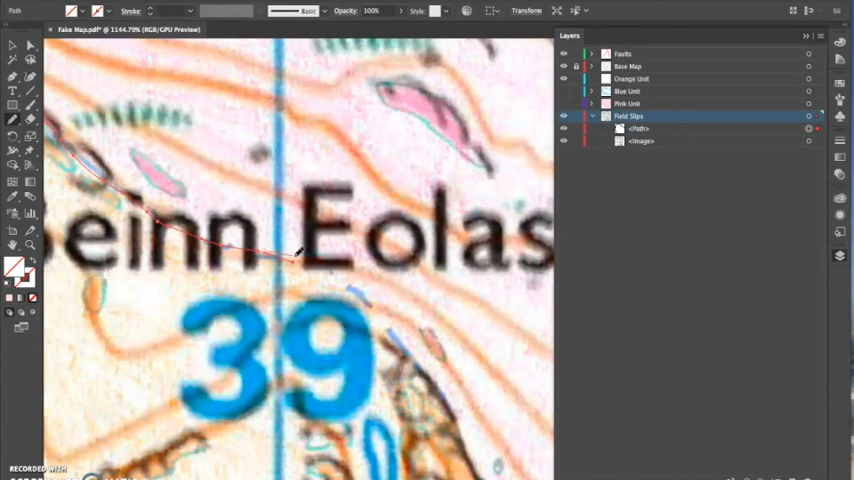 Path
Stroke:
Basic
Opacity: 100%
Style:
Transform
Fake Map.pdf* @ 1144.79% (RGB/GPU Preview)
Layers
Faults
Base Map
Orange Unit
Blue Unit
Pink Unit
Field Slips
<Path>
<Image>
Beinn Eolas
39
RECORDED WITH